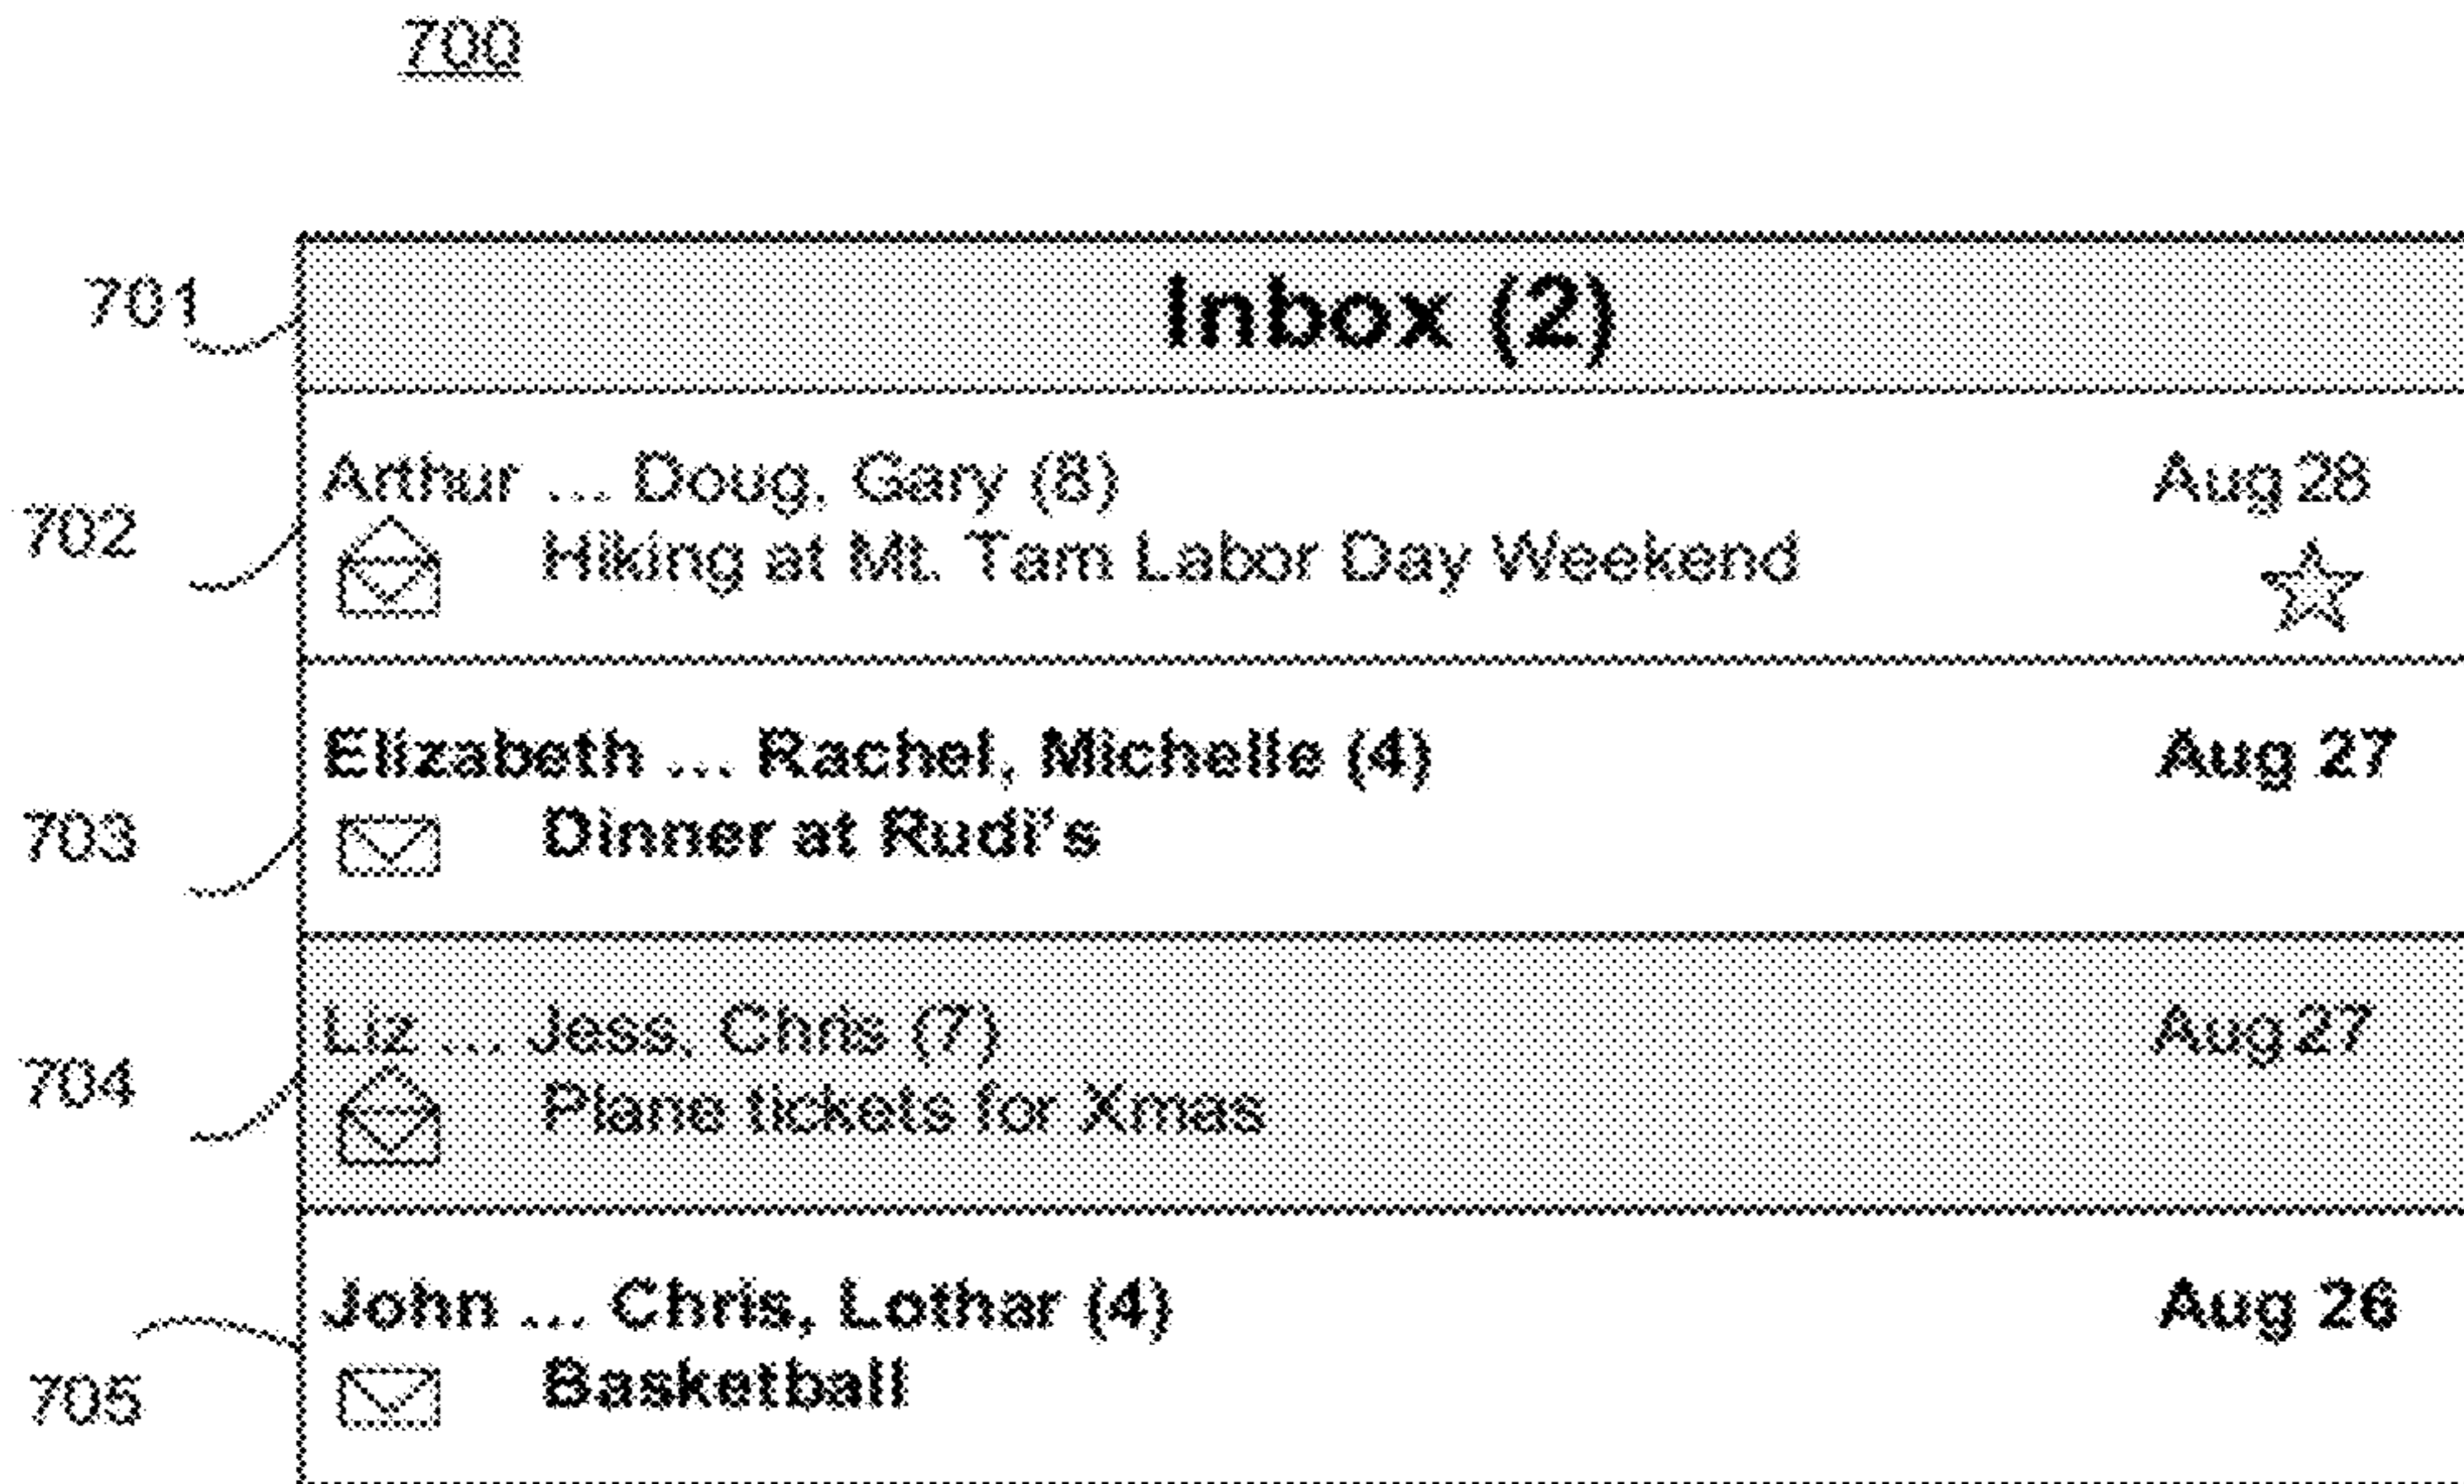 700
701
Inbox (2)
702
Arthur ... Doug, Gary (8) Aug 28
Hiking at Mt. Tam Labor Day Weekend
703
Elizabeth ... Rachel, Michelle (4) Aug 27
Dinner at Rudi's
704
Liz ... Jess, Chris (7) Aug 27
Plane tickets for Xmas
705
John ... Chris, Lothar (4) Aug 26
Basketball